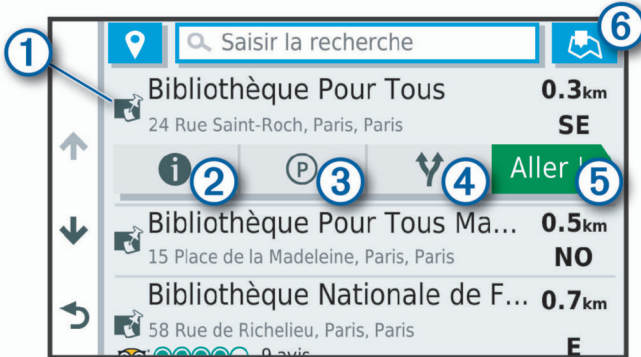 6
1
Saisir la recherche
Bibliothèque Pour Tous 0.3km
24 Rue Saint-Roch, Paris, Paris SE
i 2 P 3 4 Aller ! 5
Bibliothèque Pour Tous Ma... 0.5km
15 Place de la Madeleine, Paris, Paris NO
Bibliothèque Nationale de F... 0.7km
58 Rue de Richelieu, Paris, Paris E
9 avis